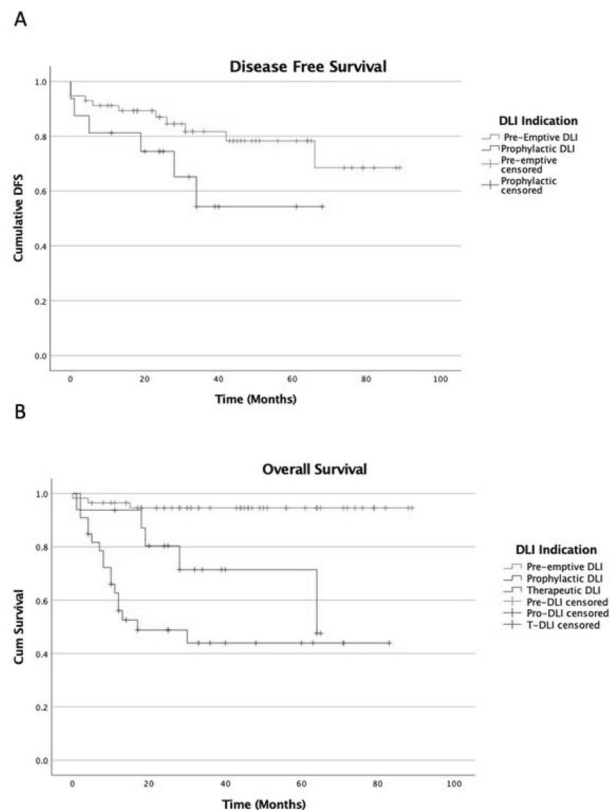 A
Disease Free Survival
Cumulative DFS
1.0
0.8
0.6
0.4
0.2
0.0
0
20
40
60
80
100
Time (Months)
DLI Indication
Pre-Emptive DLI
Prophylactic DLI
Pre-emptive
censored
Prophylactic
censored
B
Overall Survival
Cum Survival
1.0
0.8
0.6
0.4
0.2
0.0
0
20
40
60
80
100
Time (Months)
DLI Indication
Pre-emptive DLI
Prophylactic DLI
Therapeutic DLI
Pre-DLI censored
Pro-DLI censored
T-DLI censored